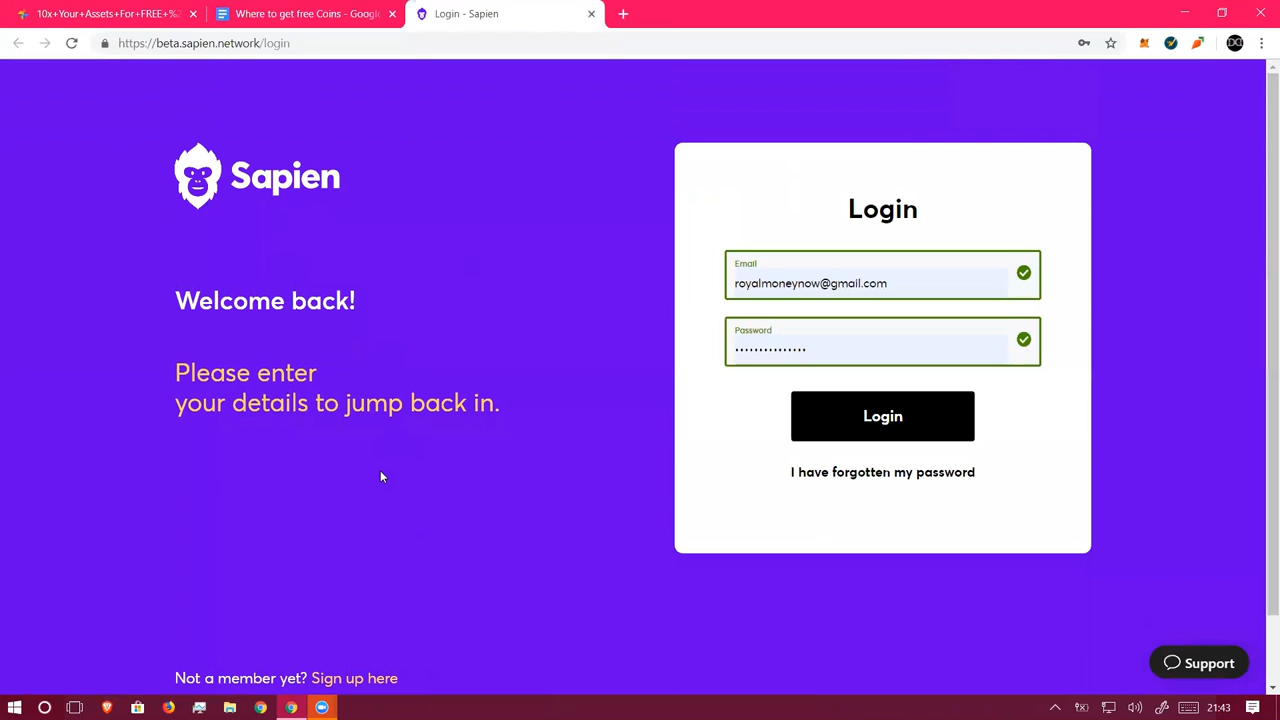 10x+Your+Assets+For+FREE+%
Where to get free Coins - Google
Login - Sapien
https://beta.sapien.network/login
Sapien
Login
Email
royalmoneynow@gmail.com
Welcome back!
Password
•••••••••••••••
Please enter
your details to jump back in.
Login
I have forgotten my password
Support
Not a member yet? Sign up here
21:43